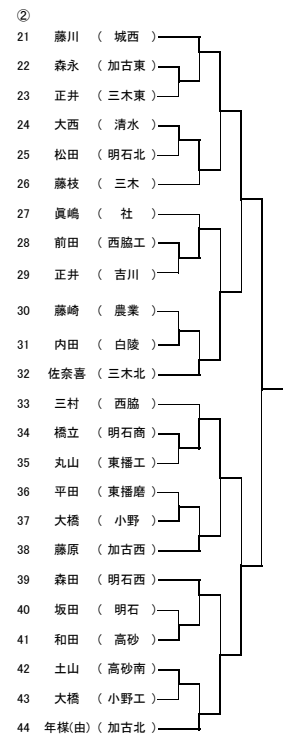 ②
21 藤川 ( 城西 )
22 森永 ( 加古東 )
23 正井 ( 三木東 )
24 大西 ( 清水 )
25 松田 ( 明石北 )
26 藤枝 ( 三木 )
27 眞嶋 ( 社 )
28 前田 ( 西脇工 )
29 正井 ( 吉川 )
30 藤崎 ( 農業 )
31 内田 ( 白陵 )
32 佐奈喜 ( 三木北 )
33 三村 ( 西脇 )
34 橋立 ( 明石商 )
35 丸山 ( 東播工 )
36 平田 ( 東播磨 )
37 大橋 ( 小野 )
38 藤原 ( 加古西 )
39 森田 ( 明石西 )
40 坂田 ( 明石 )
41 和田 ( 高砂 )
42 土山 ( 高砂南 )
43 大橋 ( 小野工 )
44 年楳(由) ( 加古北 )